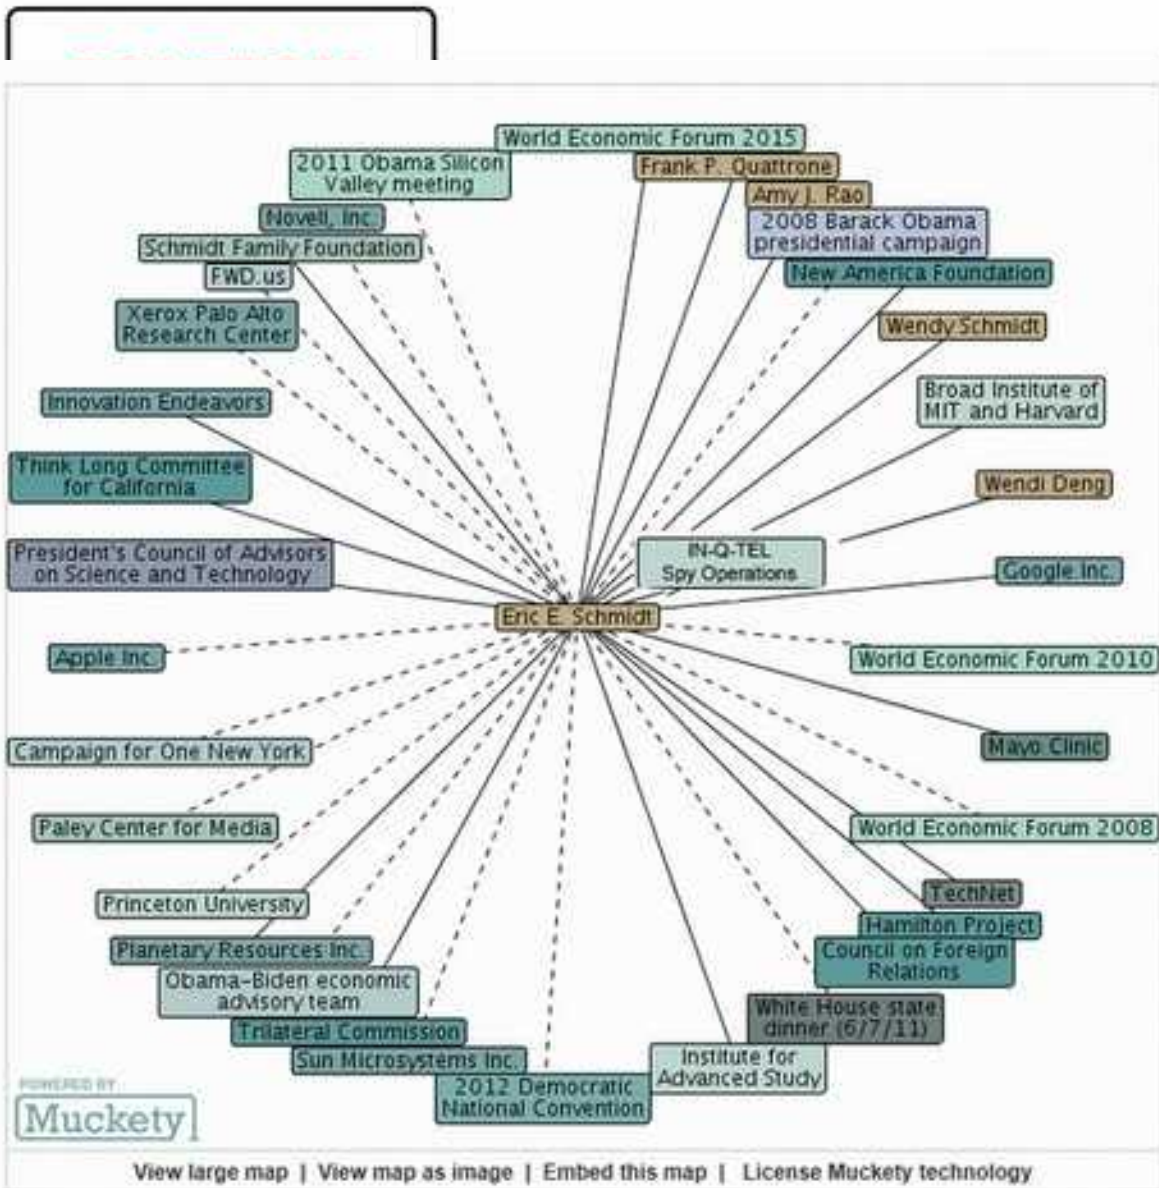 World Economic Forum 2015
2011 Obama Silicon
Valley meeting
Frank P. Quattrone
Amy J. Rao
Novell, Inc.
2008 Barack Obama
presidential campaign
Schmidt Family Foundation
FWD.us
New America Foundation
Xerox Palo Alto
Research Center
Wendy Schmidt
Innovation Endeavors
Broad Institute of
MIT and Harvard
Think Long Committee
for California
Wendi Deng
President's Council of Advisors
on Science and Technology
IN-Q-TEL
Spy Operations
Google Inc.
Eric E. Schmidt
Apple Inc.
World Economic Forum 2010
Campaign for One New York
Mayo Clinic
Paley Center for Media
World Economic Forum 2008
Princeton University
TechNet
Planetary Resources Inc.
Hamilton Project
Council on Foreign
Relations
Obama-Biden economic
advisory team
Trilateral Commission
White House state
dinner (6/7/11)
Sun Microsystems Inc.
Institute for
Advanced Study
2012 Democratic
National Convention
POWERED BY
Muckety
View large map | View map as image | Embed this map | License Muckety technology